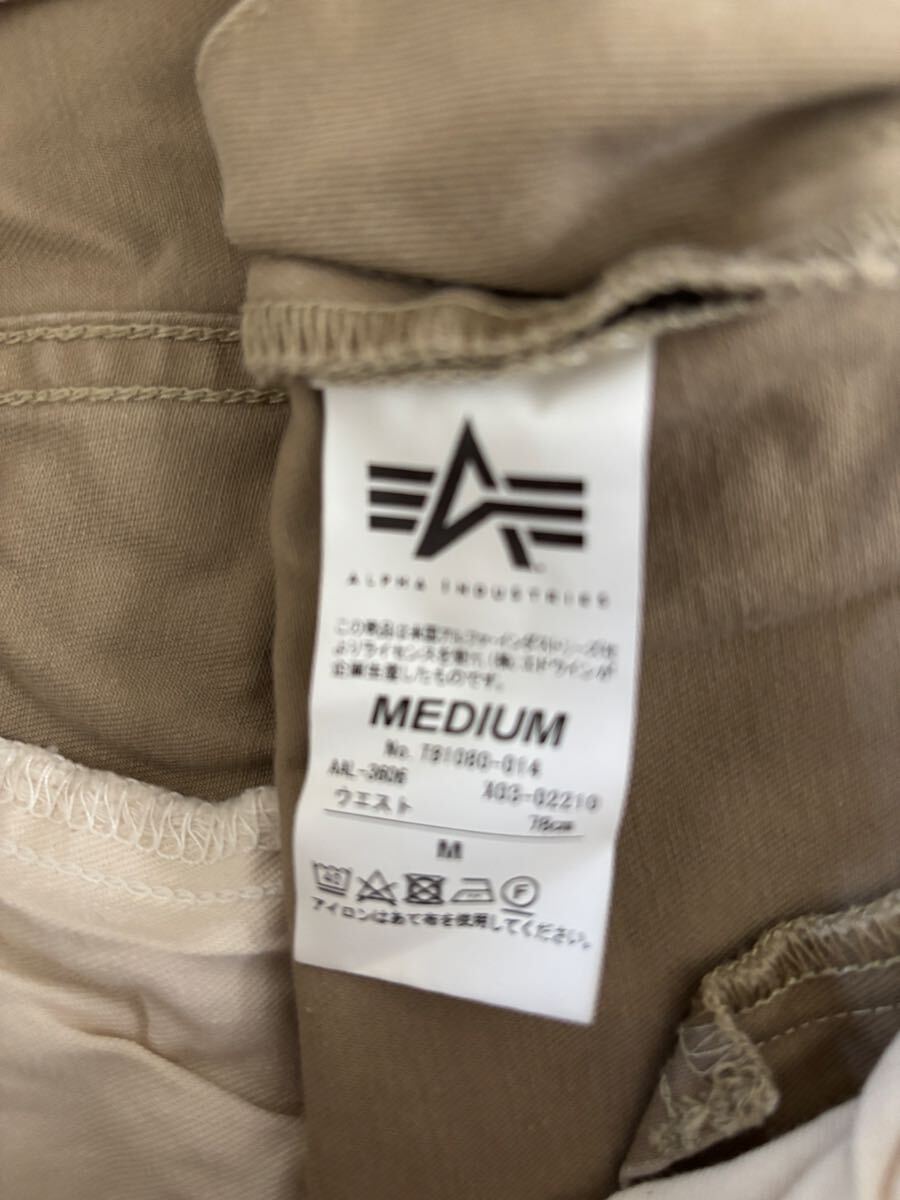 ALPHA INDUSTRIES
この商品は米国アルファ・インダストリーズ社
よりライセンスを受け、(株)エドウインが
企画生産したものです。
MEDIUM
No. TB1080-014
AAL-3606 A03-02210
ウエスト 78cm
M
40 F
アイロンはあて布を使用してください。